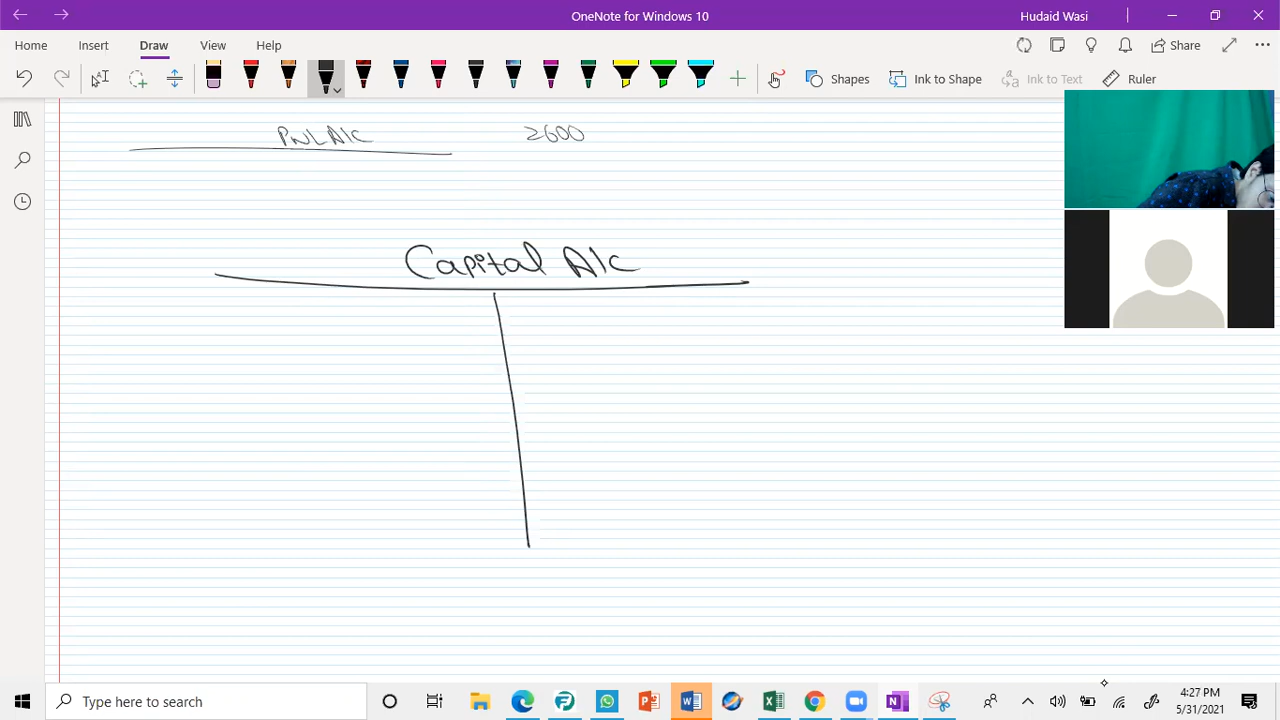 OneNote for Windows 10
Hudaid Wasi
Home Insert Draw View Help
Share
Shapes Ink to Shape Ink to Text Ruler
PNL A/c 2600
Capital A/c
Type here to search
4:27 PM
5/31/2021